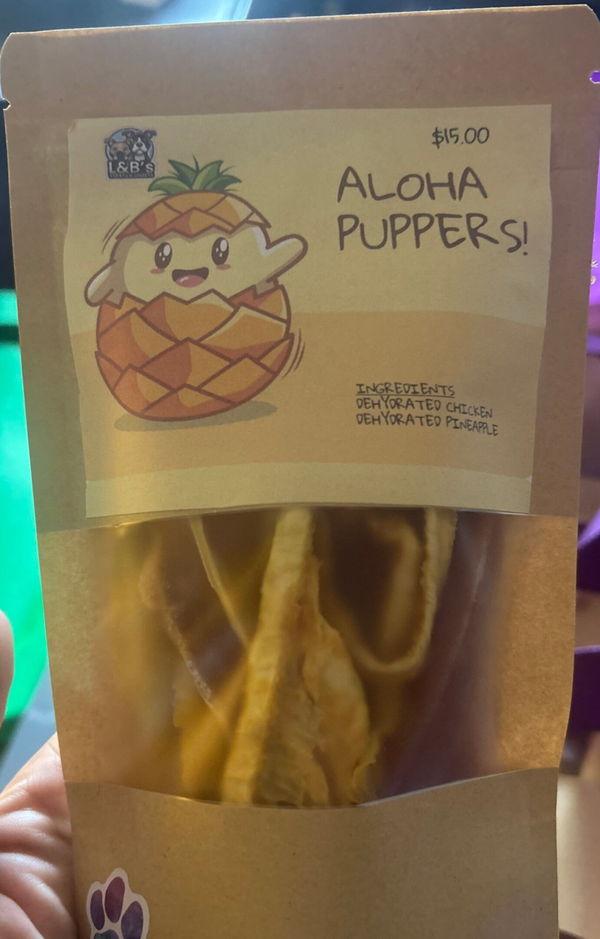 L&B's
$15.00
ALOHA
PUPPERS!
INGREDIENTS
DEHYDRATED CHICKEN
DEHYDRATED PINEAPPLE